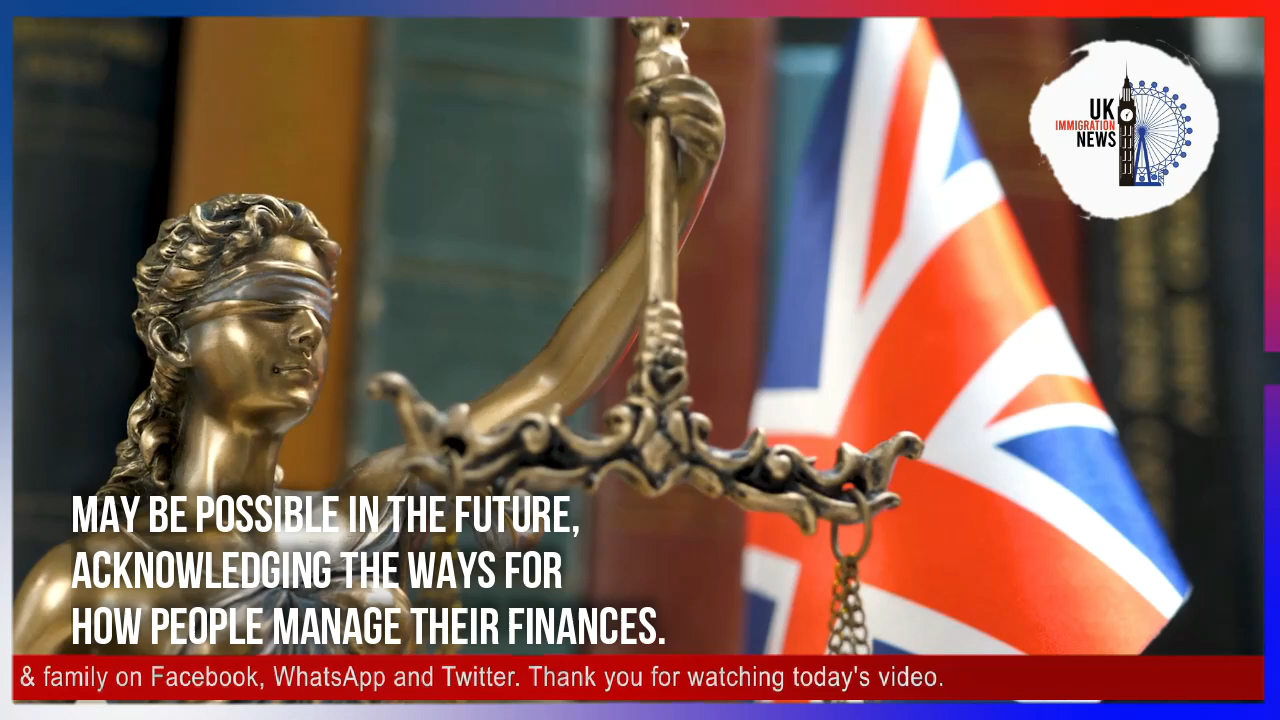 UK
IMMIGRATION
NEWS
MAY BE POSSIBLE IN THE FUTURE,
ACKNOWLEDGING THE WAYS FOR
HOW PEOPLE MANAGE THEIR FINANCES.
& family on Facebook, WhatsApp and Twitter. Thank you for watching today's video.